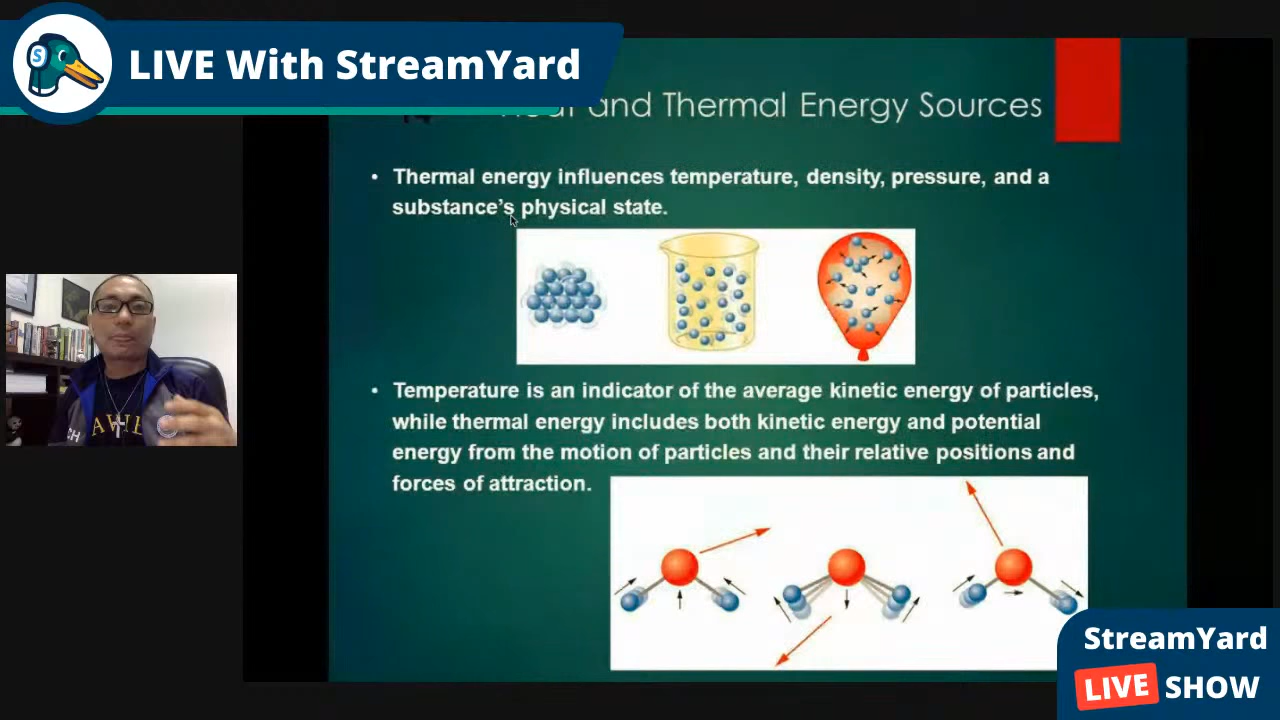 S
LIVE With StreamYard
and Thermal Energy Sources
• Thermal energy influences temperature, density, pressure, and a
substance's physical state.
• Temperature is an indicator of the average kinetic energy of particles,
while thermal energy includes both kinetic energy and potential
energy from the motion of particles and their relative positions and
forces of attraction.
StreamYard
LIVE SHOW